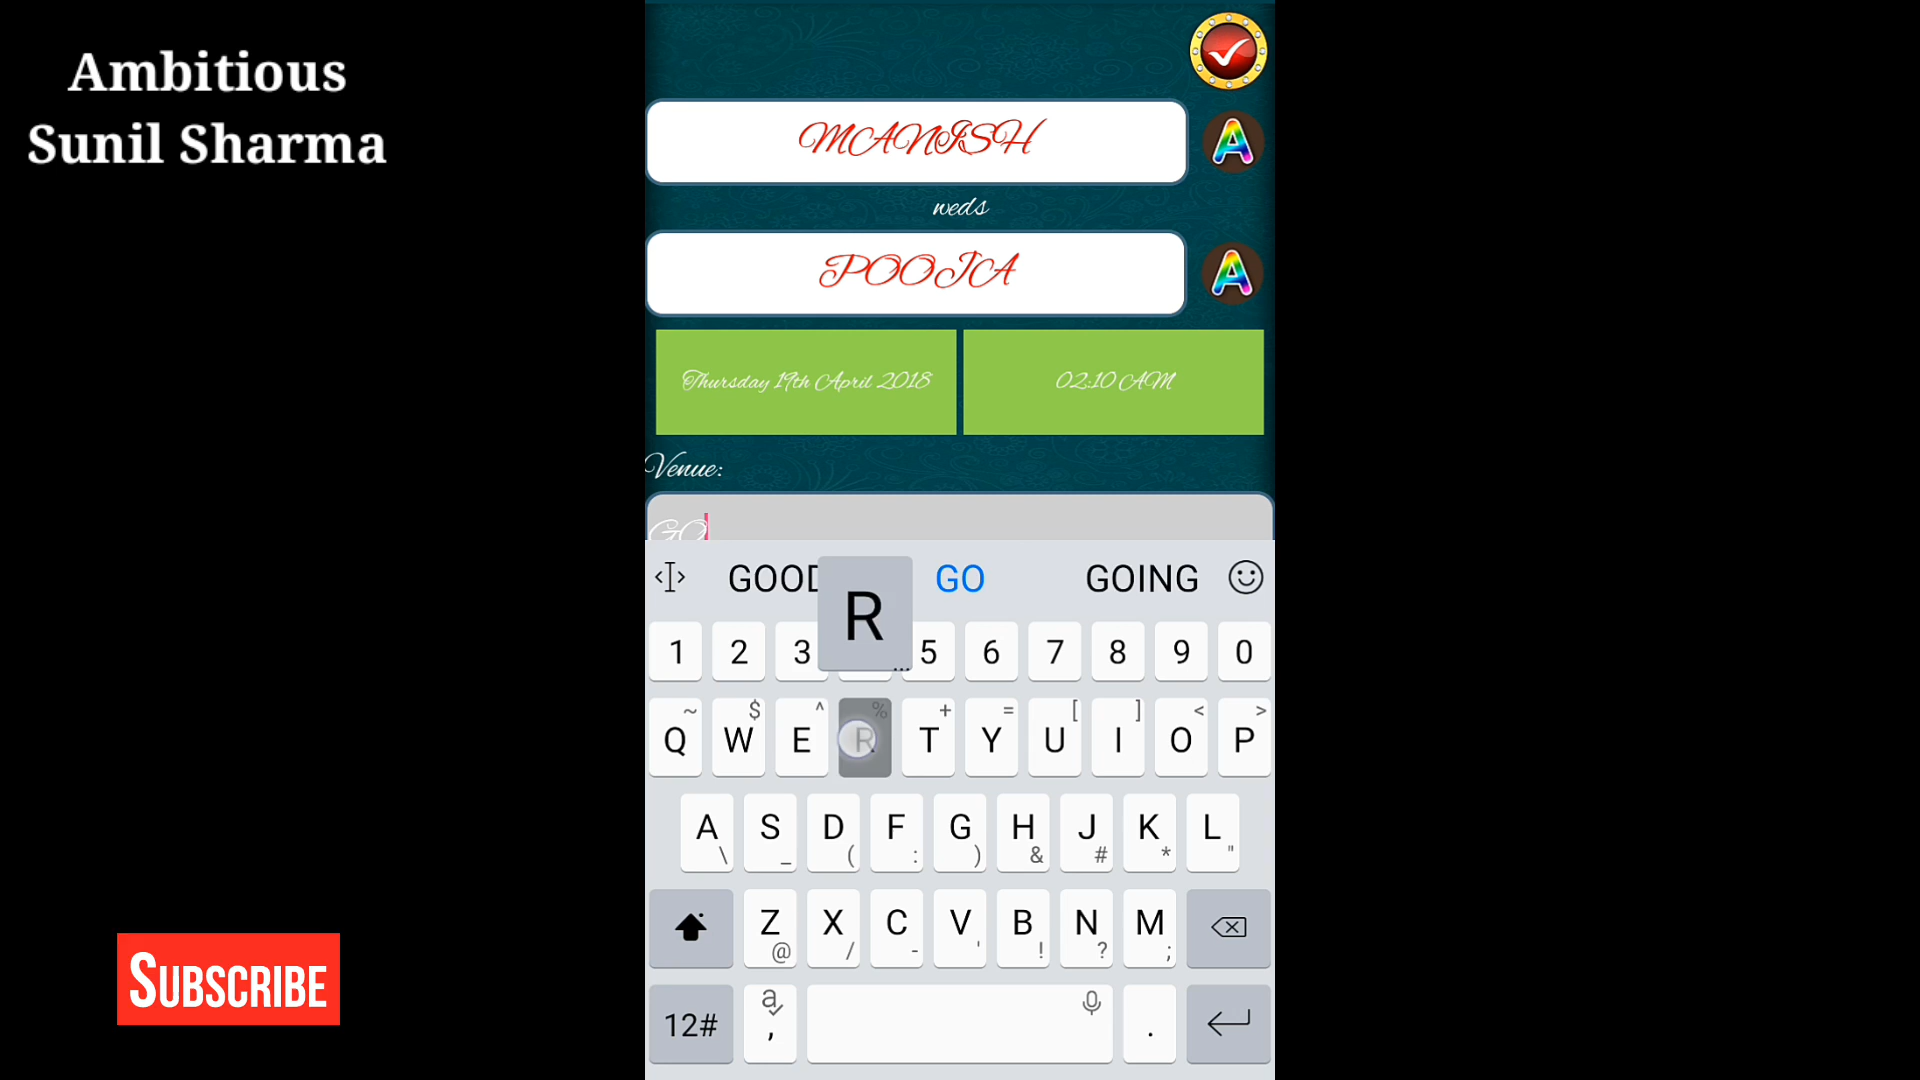 Ambitious
Sunil Sharma
MANISH
weds
POOJA
Thursday 19th April 2018 02:10 AM
Venue:
GO
GOOD GO GOING
R
1 2 3 5 6 7 8 9 0
~ $ ^ % + = [ ] < >
Q W E R T Y U I O P
A S D F G H J K L
\ _ ( : ) & # * "
Z X C V B N M
@ / - ' ! ? ;
12# , .
SUBSCRIBE